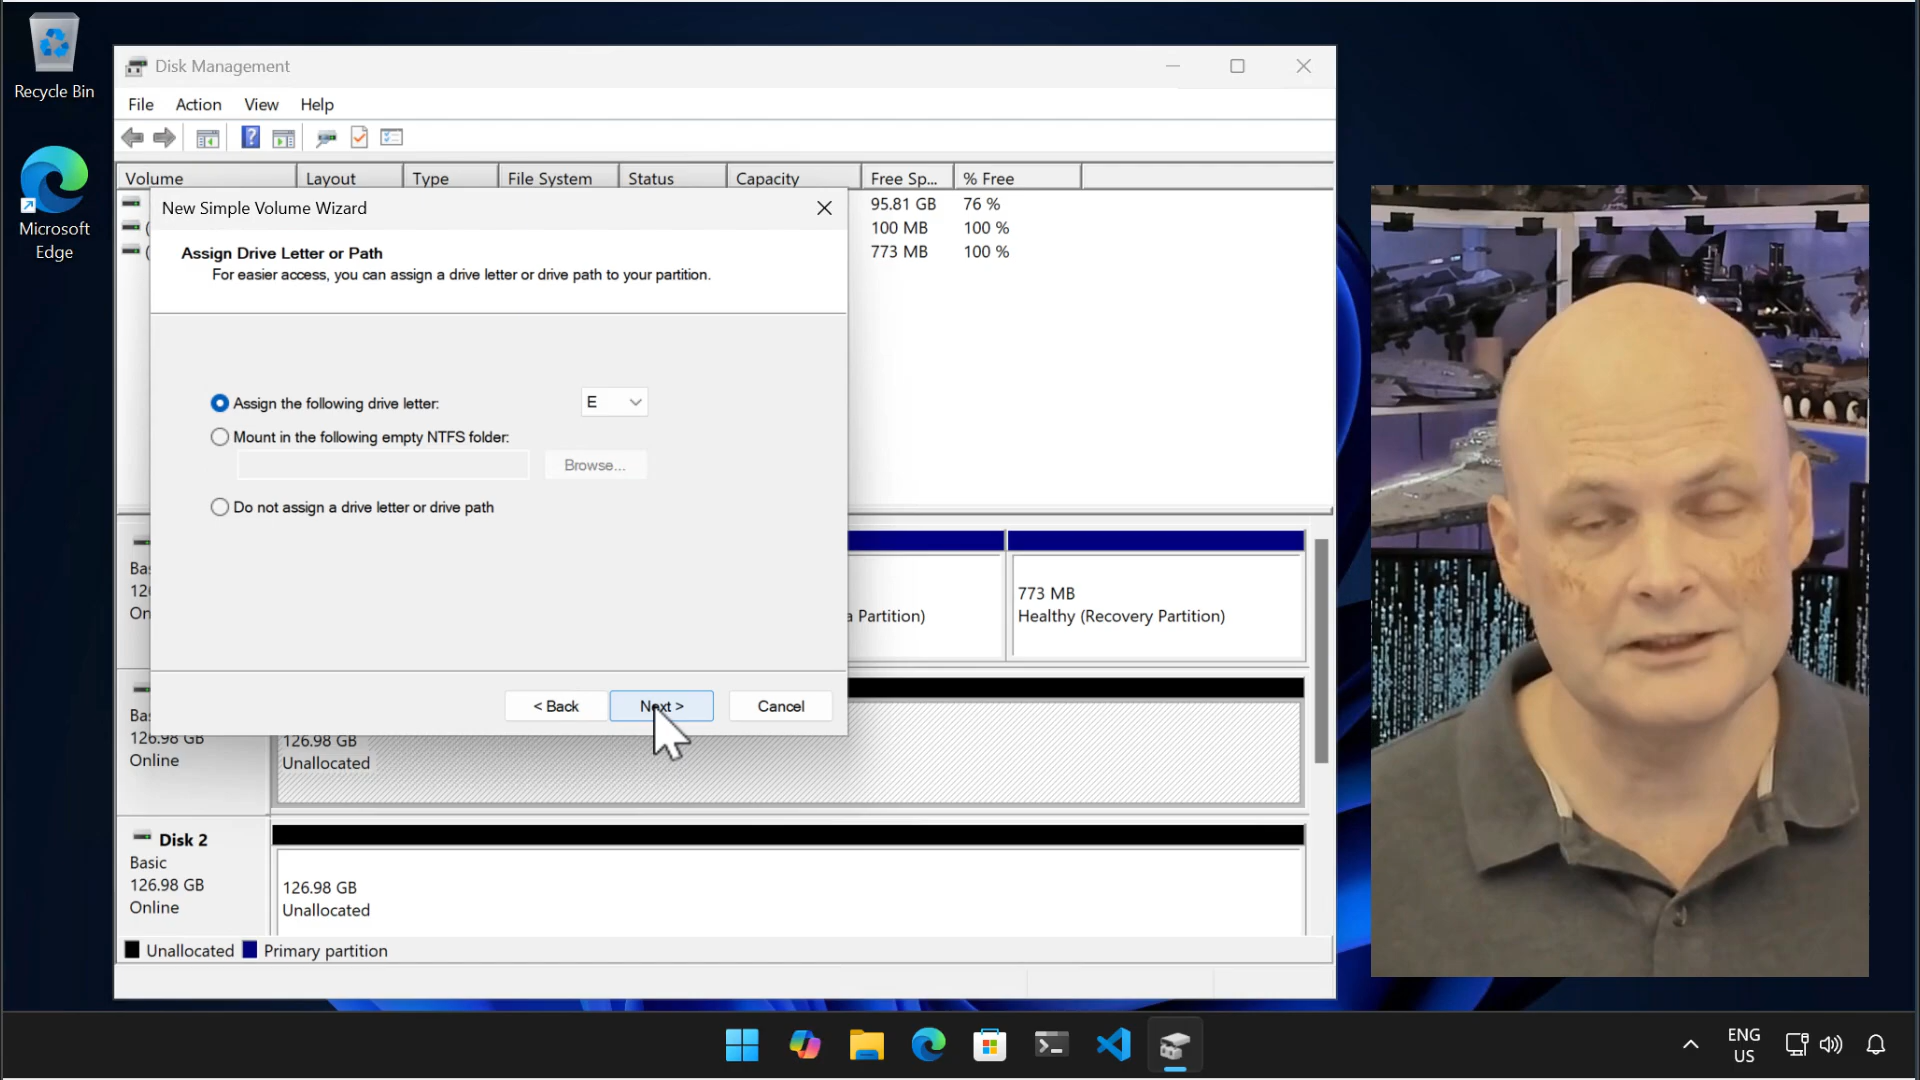 Recycle Bin
Microsoft
Edge
Disk Management
File Action View Help
Volume Layout Type File System Status Capacity Free Sp... % Free
95.81 GB 76 %
100 MB 100 %
773 MB 100 %
New Simple Volume Wizard
Assign Drive Letter or Path
For easier access, you can assign a drive letter or drive path to your partition.
Assign the following drive letter: E
Mount in the following empty NTFS folder:
Browse...
Do not assign a drive letter or drive path
< Back Next > Cancel
Partition)
773 MB
Healthy (Recovery Partition)
126.98 GB
Online
126.98 GB
Unallocated
Disk 2
Basic
126.98 GB
Online
126.98 GB
Unallocated
Unallocated Primary partition
ENG
US